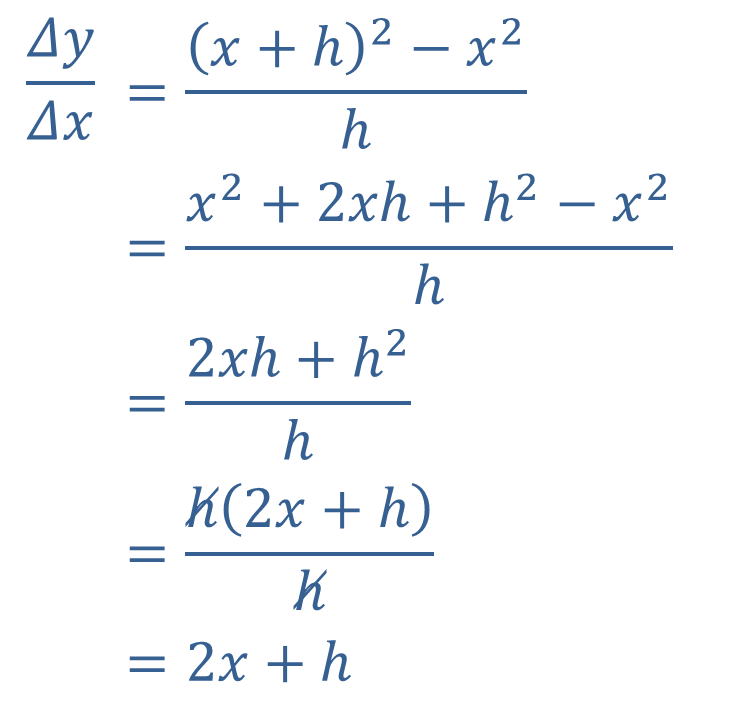 Δy/Δx = ((x + h)² − x²)/h
= (x² + 2xh + h² − x²)/h
= (2xh + h²)/h
= h̸(2x + h)/h̸
= 2x + h